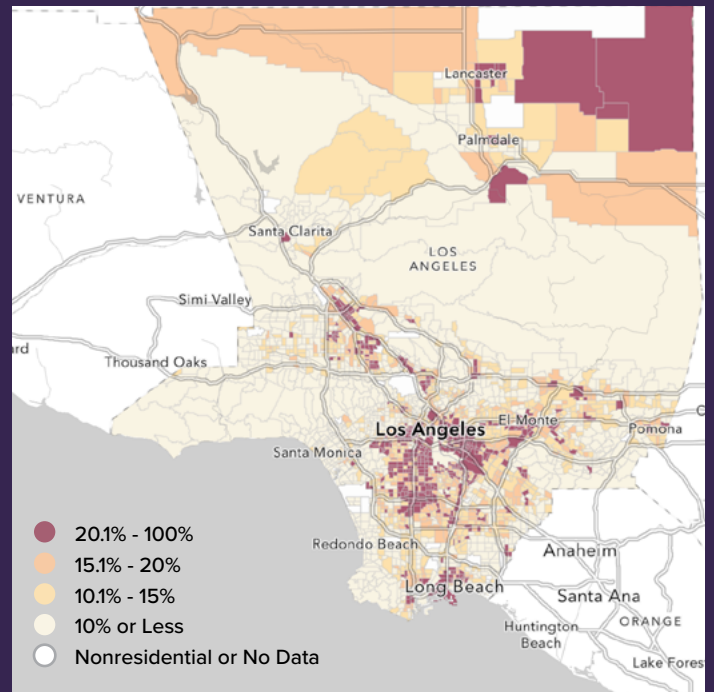 Lancaster
Palmdale
VENTURA
Santa Clarita
LOS
ANGELES
Simi Valley
ard
Thousand Oaks
El Monte
Los Angeles
Pomona
Santa Monica
Redondo Beach
Anaheim
Long Beach
Santa Ana
Huntington
Beach
ORANGE
Lake Fores
20.1% - 100%
15.1% - 20%
10.1% - 15%
10% or Less
Nonresidential or No Data